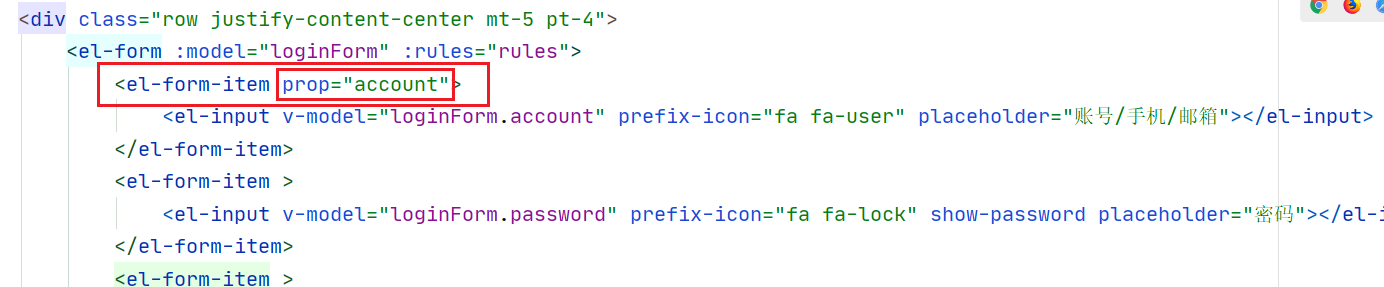 <div class="row justify-content-center mt-5 pt-4">
<el-form :model="loginForm" :rules="rules">
<el-form-item prop="account">
<el-input v-model="loginForm.account" prefix-icon="fa fa-user" placeholder="账号/手机/邮箱"></el-input>
</el-form-item>
<el-form-item >
<el-input v-model="loginForm.password" prefix-icon="fa fa-lock" show-password placeholder="密码"></el-i
</el-form-item>
<el-form-item >